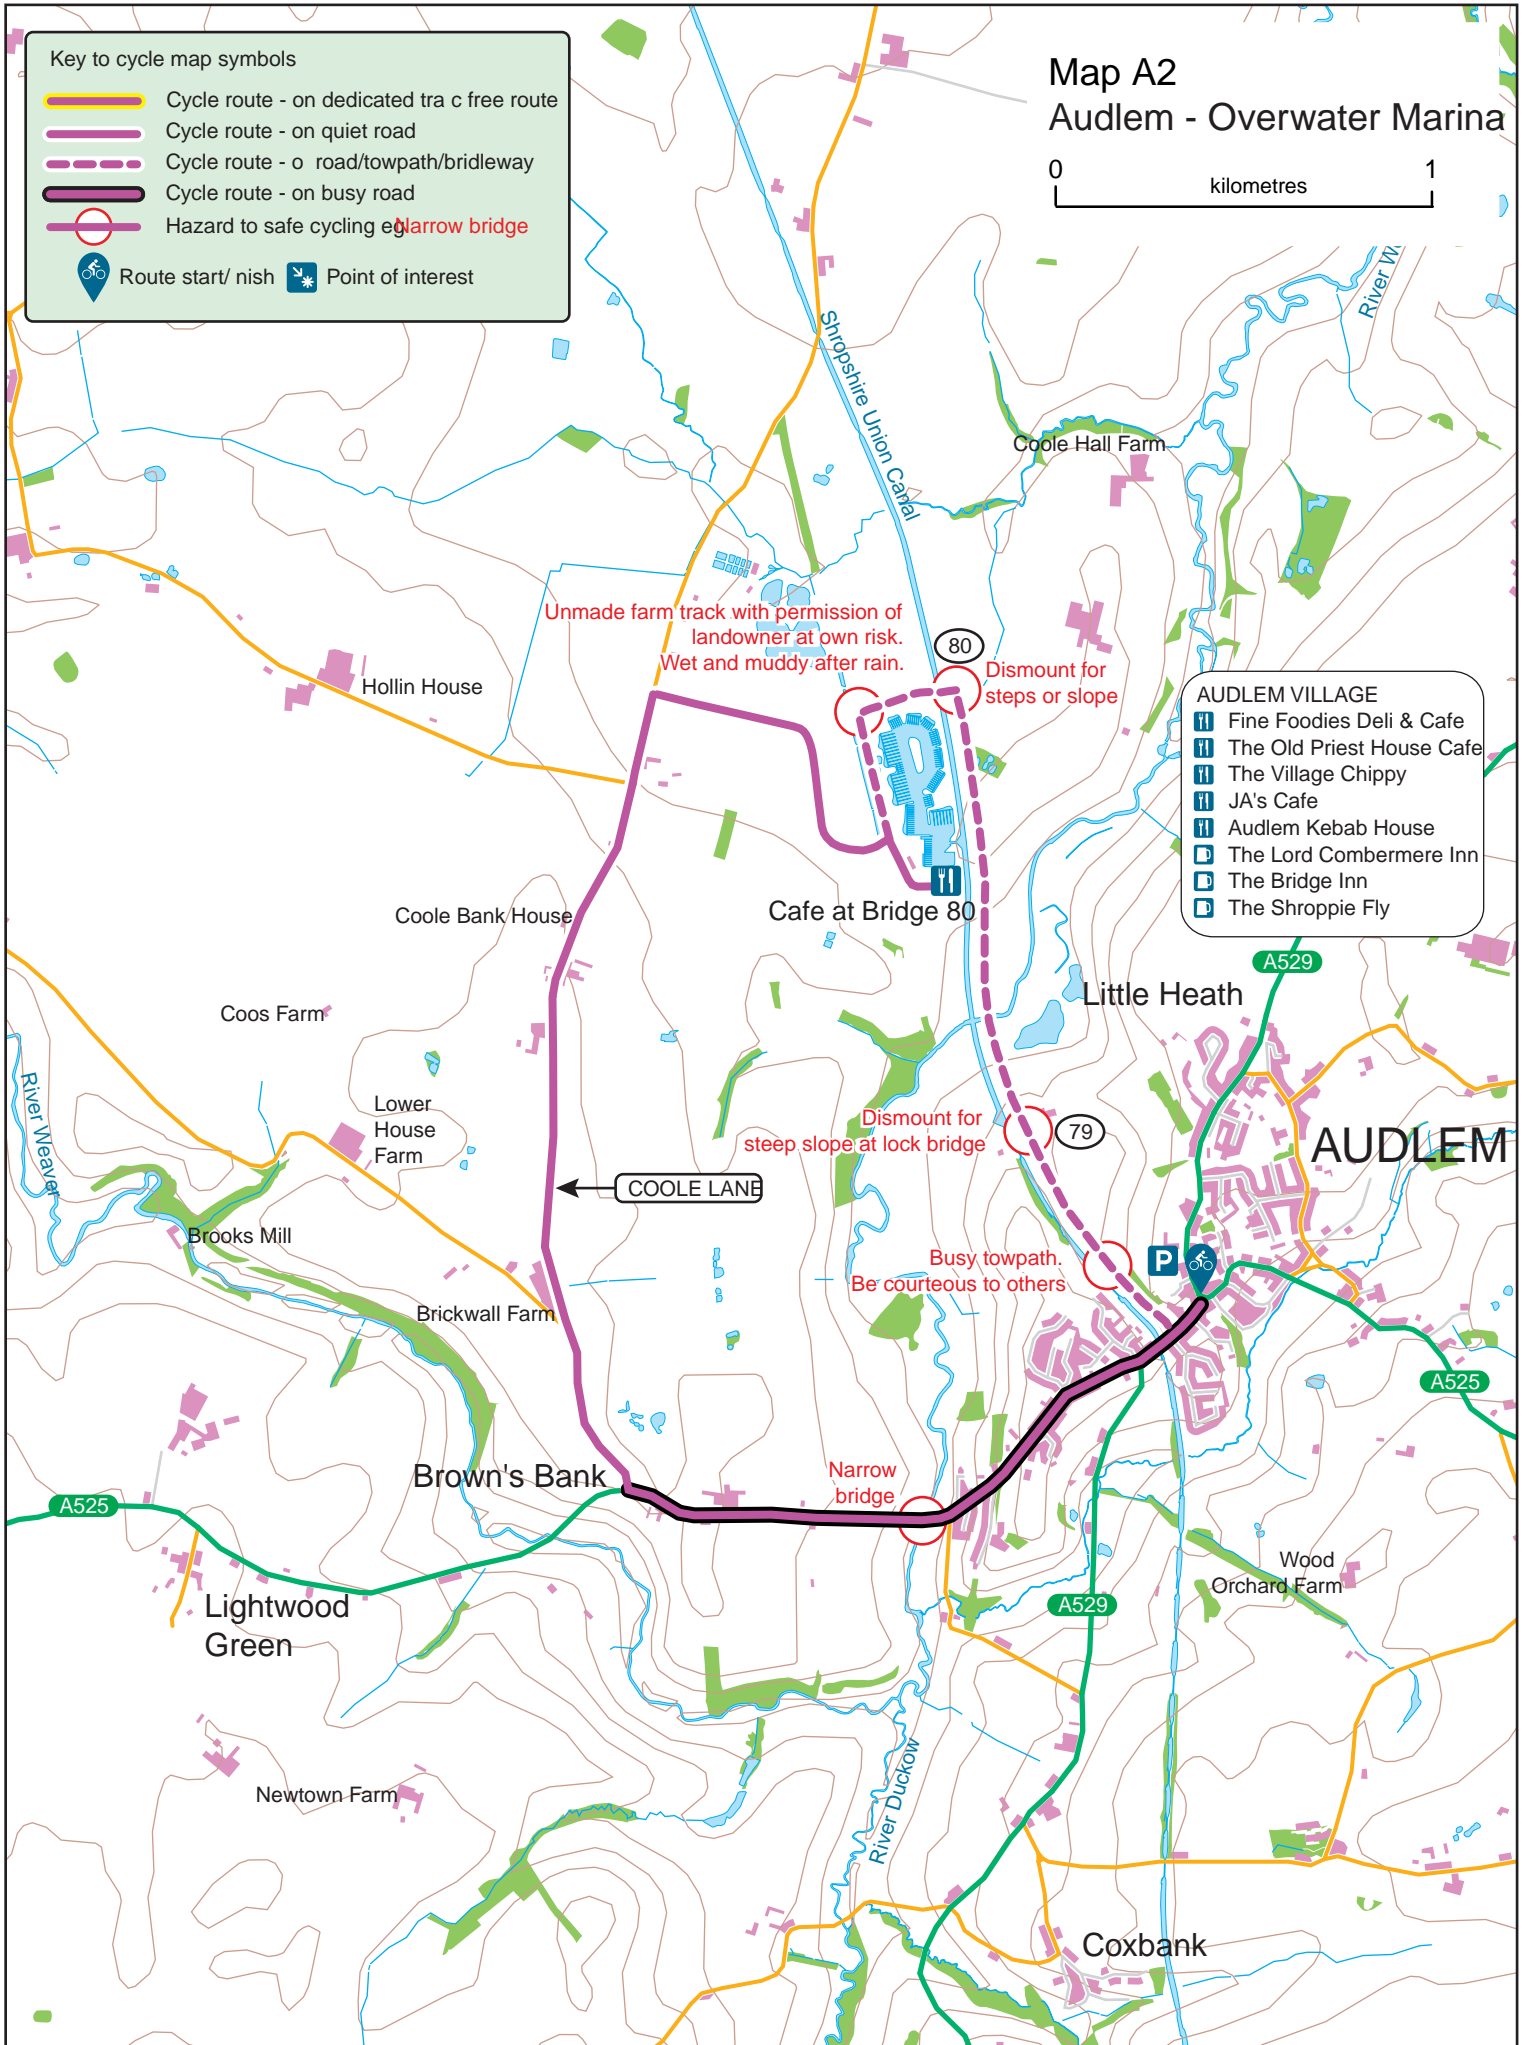 Key to cycle map symbols
Cycle route - on dedicated tra c free route
Cycle route - on quiet road
Cycle route - o road/towpath/bridleway
Cycle route - on busy road
Hazard to safe cycling eg Narrow bridge
Route start/ nish
Point of interest
Map A2
Audlem - Overwater Marina
0
1
kilometres
River W
Shropshire Union Canal
Coole Hall Farm
Unmade farm track with permission of
landowner at own risk.
Wet and muddy after rain.
80
Dismount for
steps or slope
Hollin House
AUDLEM VILLAGE
Fine Foodies Deli & Cafe
The Old Priest House Cafe
The Village Chippy
JA's Cafe
Audlem Kebab House
The Lord Combermere Inn
The Bridge Inn
The Shroppie Fly
Cafe at Bridge 80
Coole Bank House
A529
Little Heath
Coos Farm
River Weaver
Lower
House
Farm
Dismount for
steep slope at lock bridge
79
AUDLEM
COOLE LANE
Brooks Mill
Busy towpath.
Be courteous to others
P
Brickwall Farm
A525
Brown's Bank
Narrow
bridge
A525
Wood
Orchard Farm
Lightwood
Green
A529
River Duckow
Newtown Farm
Coxbank